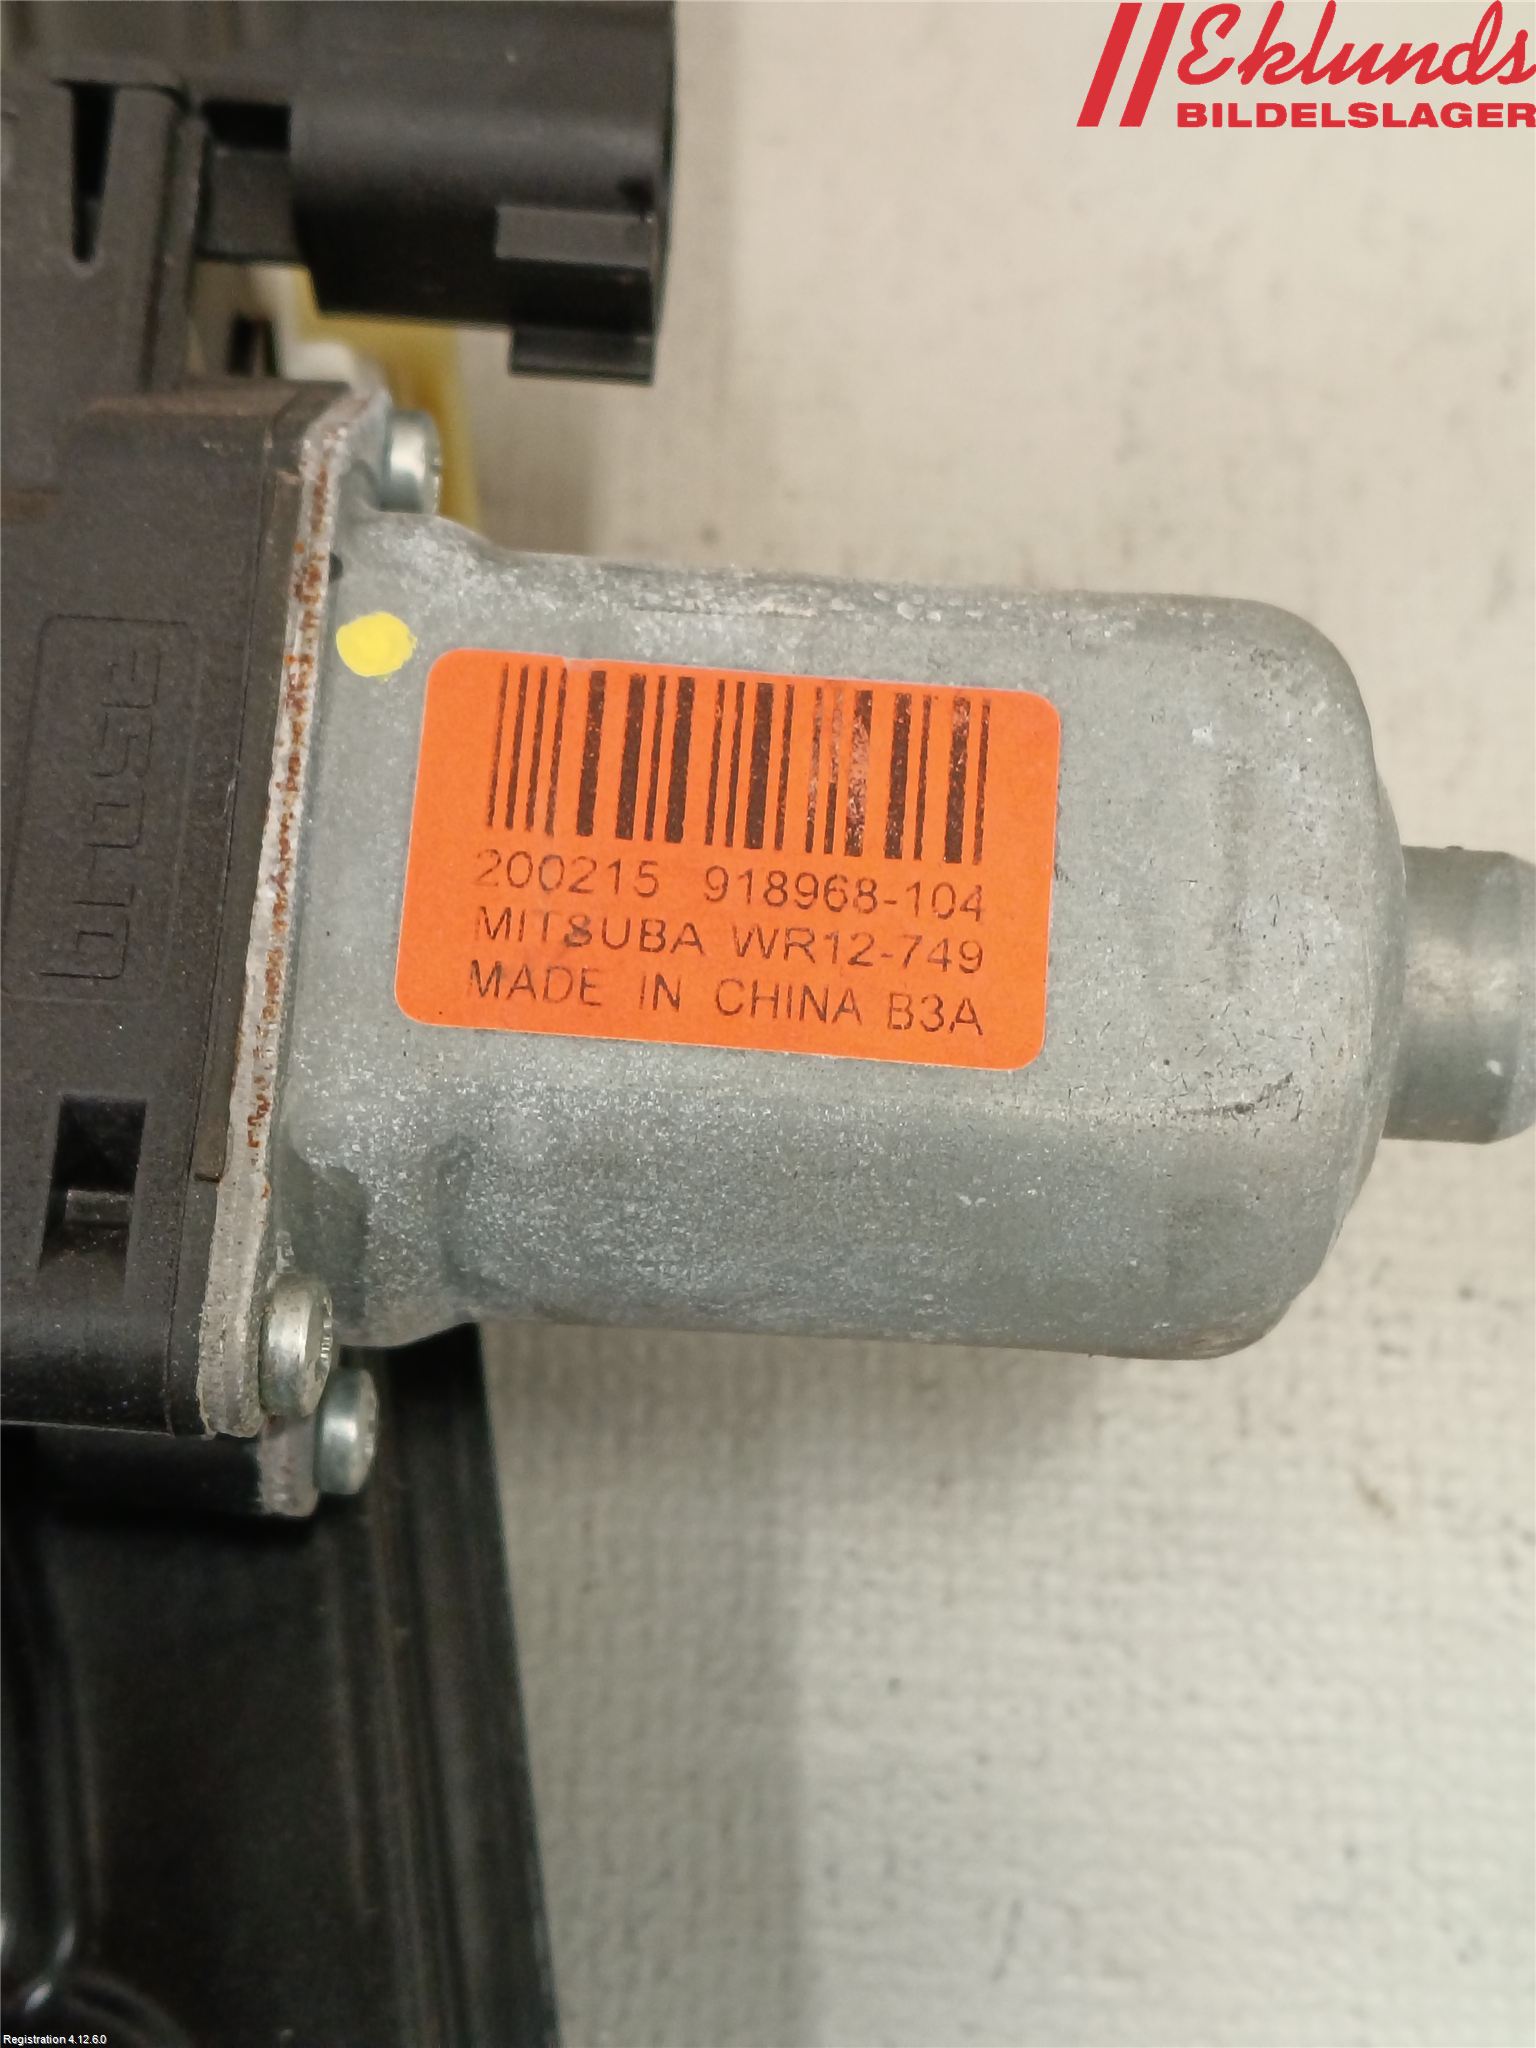 Eklunds
BILDELSLAGER
200215 918968-104
MITSUBA WR12-749
MADE IN CHINA B3A
Registration 4.12.6.0